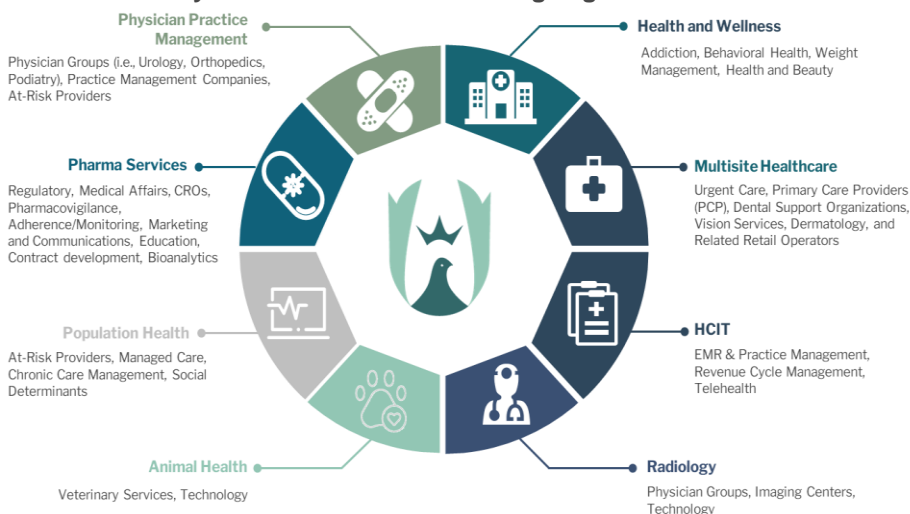 Physician Practice
Management
Physician Groups (i.e., Urology, Orthopedics,
Podiatry), Practice Management Companies,
At-Risk Providers
Health and Wellness
Addiction, Behavioral Health, Weight
Management, Health and Beauty
Pharma Services
Regulatory, Medical Affairs, CROs,
Pharmacovigilance,
Adherence/Monitoring, Marketing
and Communications, Education,
Contract development, Bioanalytics
Multisite Healthcare
Urgent Care, Primary Care Providers
(PCP), Dental Support Organizations,
Vision Services, Dermatology, and
Related Retail Operators
Population Health
At-Risk Providers, Managed Care,
Chronic Care Management, Social
Determinants
HCIT
EMR & Practice Management,
Revenue Cycle Management,
Telehealth
Animal Health
Veterinary Services, Technology
Radiology
Physician Groups, Imaging Centers,
Technology